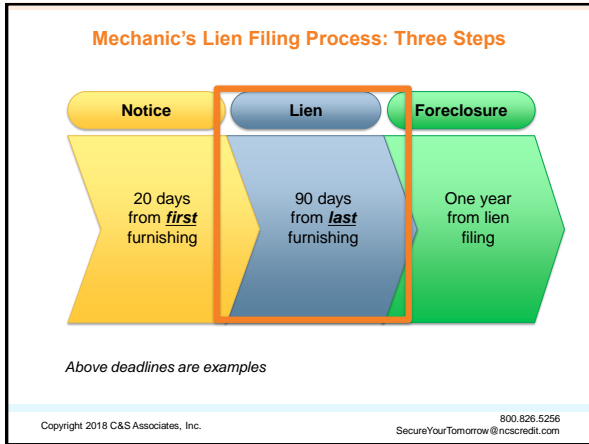 Mechanic's Lien Filing Process: Three Steps
Notice
Lien
Foreclosure
20 days
from first
furnishing
90 days
from last
furnishing
One year
from lien
filing
Above deadlines are examples
Copyright 2018 C&S Associates, Inc.
800.826.5256
SecureYourTomorrow@ncscredit.com